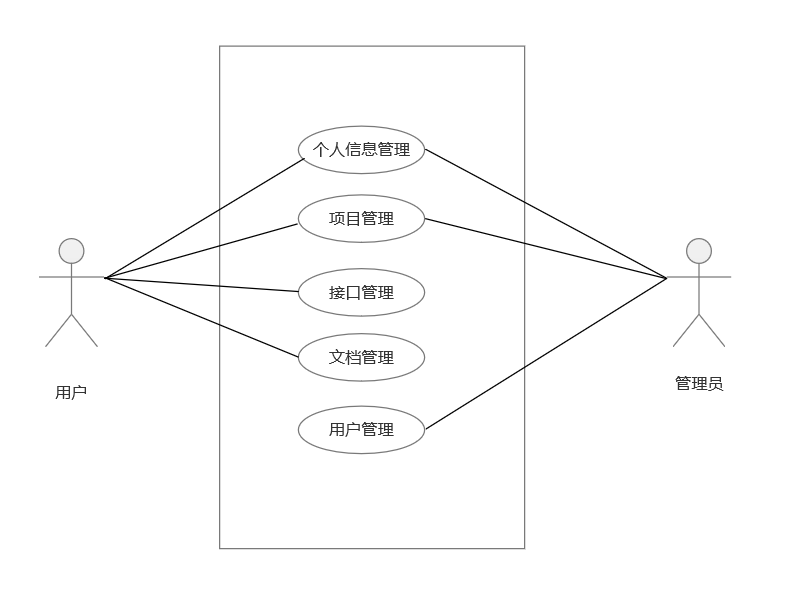 个人信息管理
项目管理
接口管理
文档管理
用户管理
用户
管理员